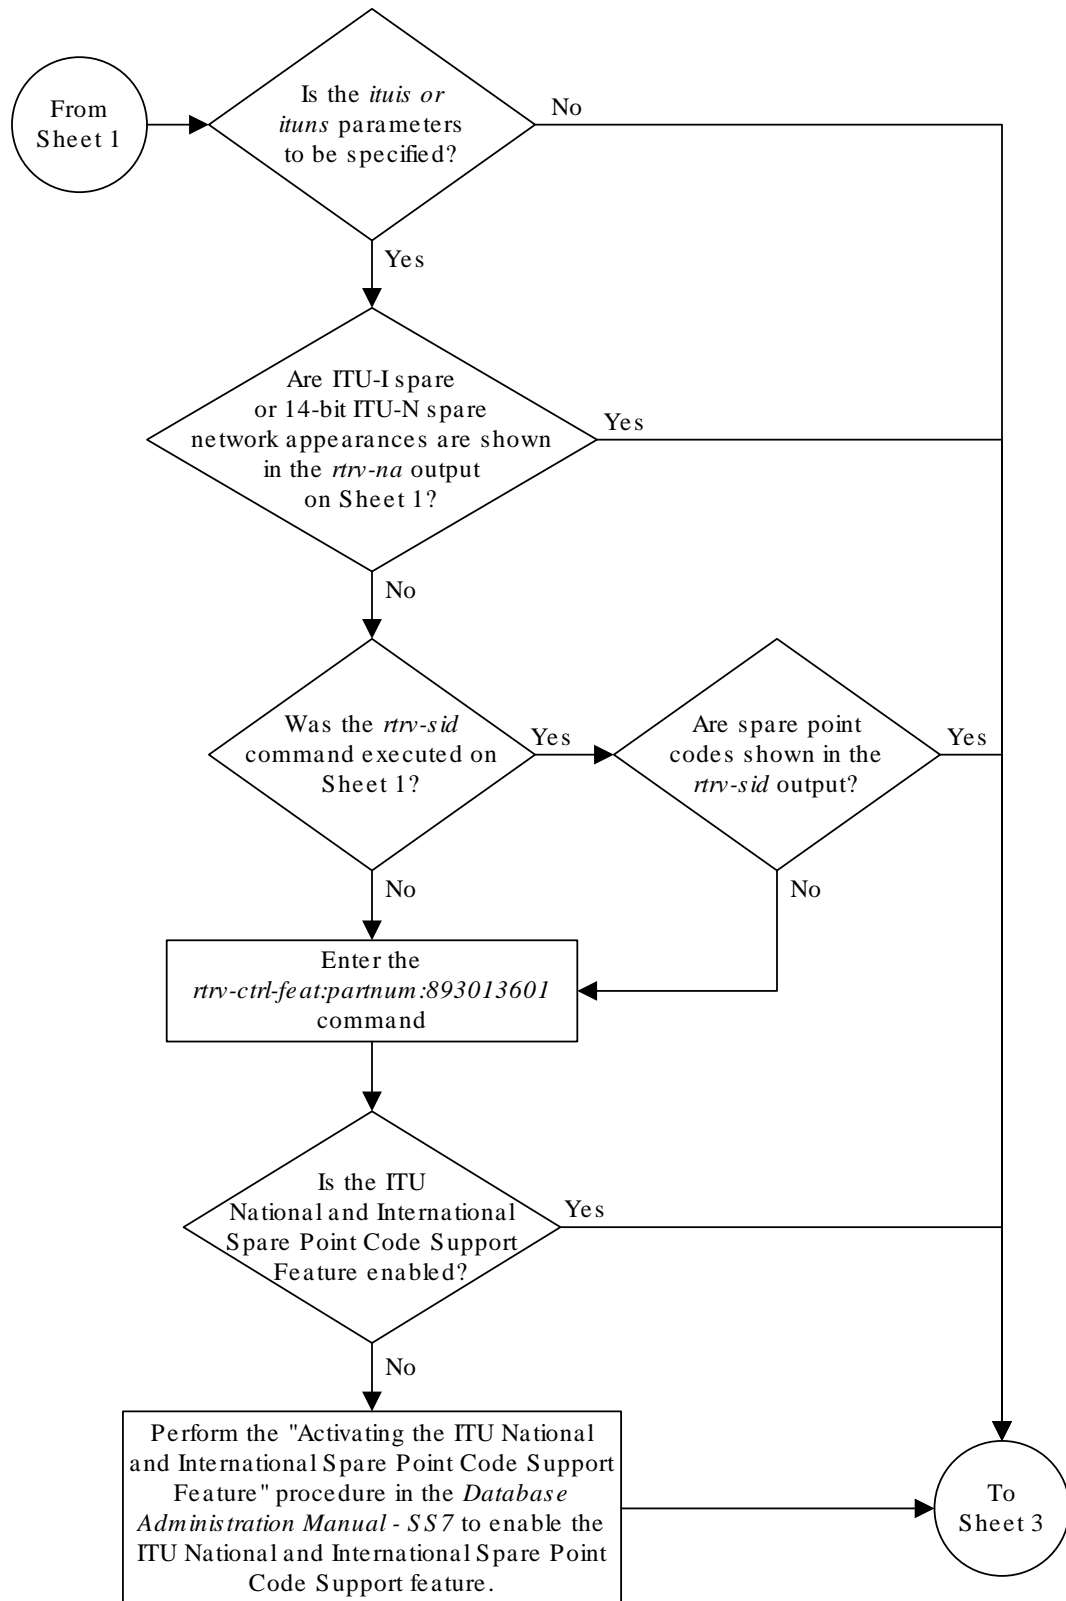 From
Sheet 1
Is the ituis or
ituns parameters
to be specified?
No
Yes
Are ITU-I spare
or 14-bit ITU-N spare
network appearances are shown
in the rtrv-na output
on Sheet 1?
Yes
No
Was the rtrv-sid
command executed on
Sheet 1?
Yes
Are spare point
codes shown in the
rtrv-sid output?
Yes
No
No
Enter the
rtrv-ctrl-feat:partnum:893013601
command
Is the ITU
National and International
Spare Point Code Support
Feature enabled?
Yes
No
Perform the "Activating the ITU National
and International Spare Point Code Support
Feature" procedure in the Database
Administration Manual - SS7 to enable the
ITU National and International Spare Point
Code Support feature.
To
Sheet 3